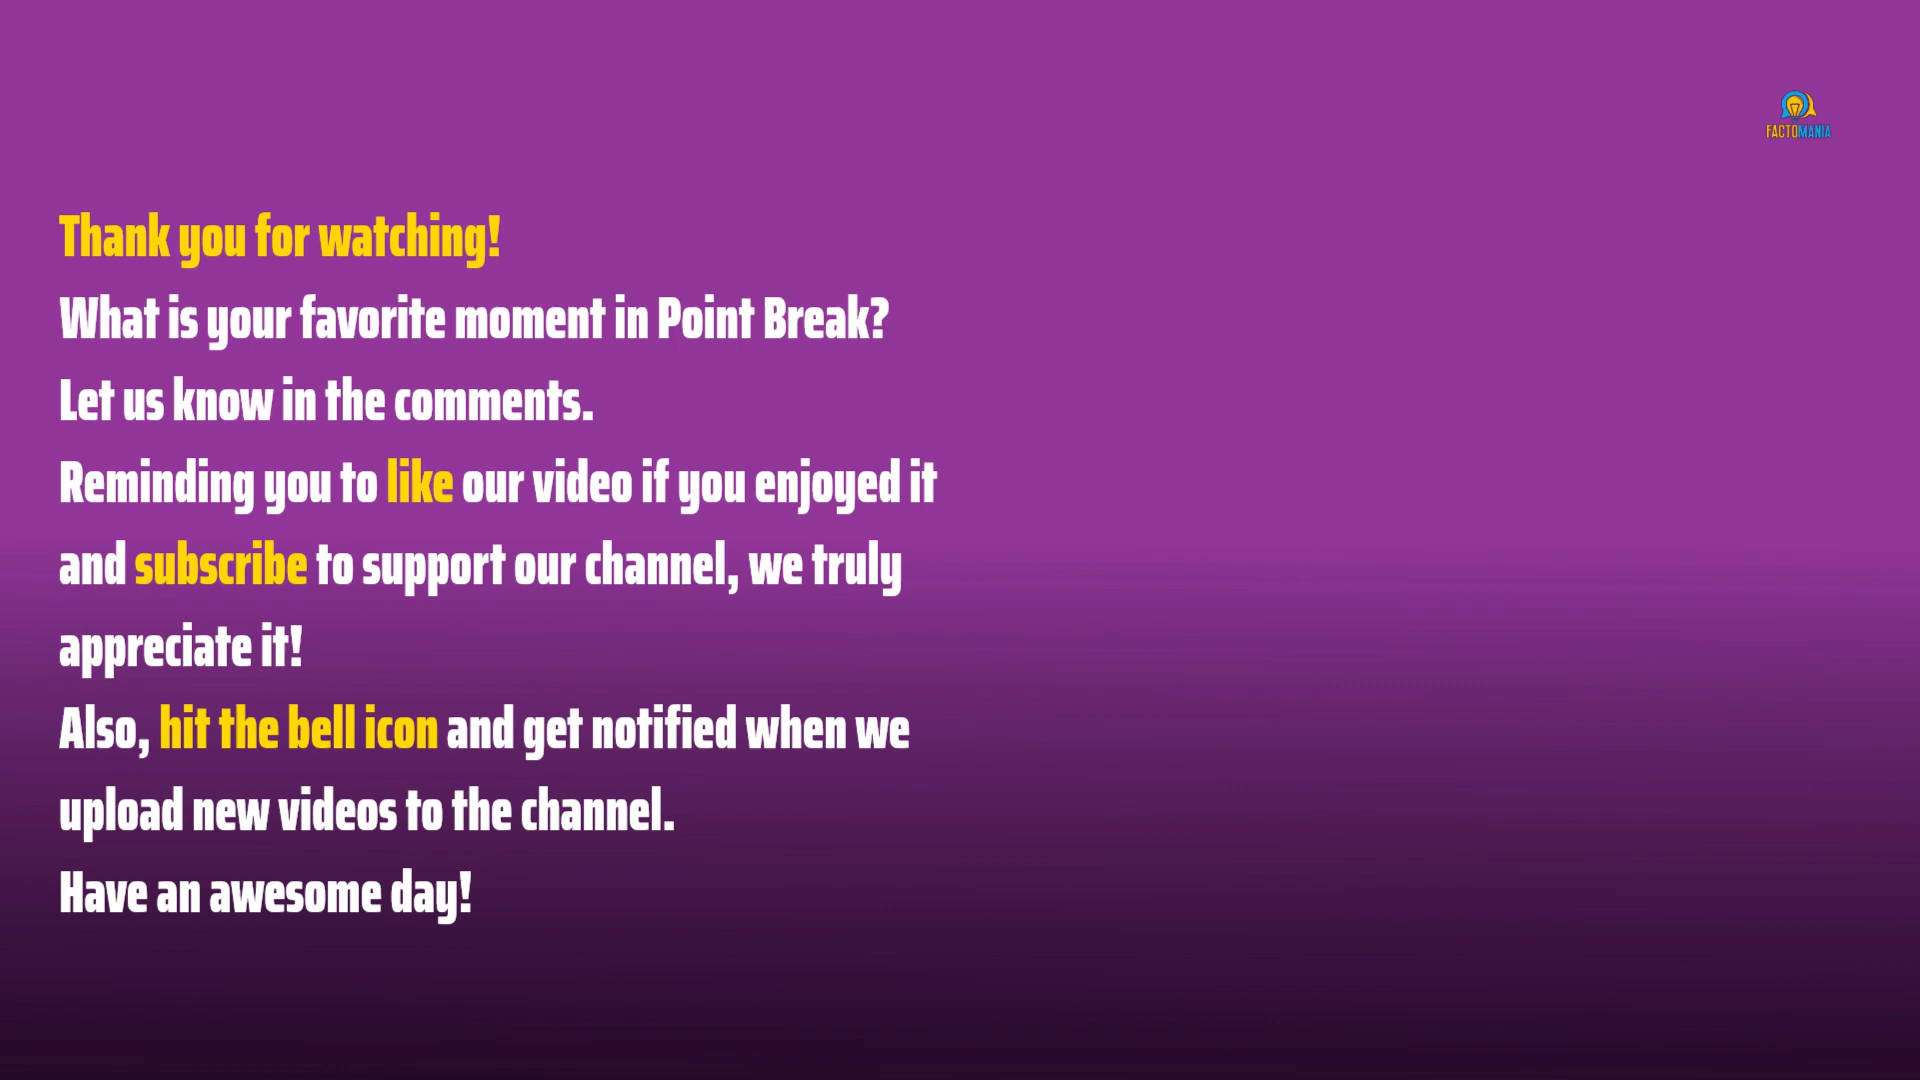 FACTOMANIA
Thank you for watching!
What is your favorite moment in Point Break?
Let us know in the comments.
Reminding you to like our video if you enjoyed it
and subscribe to support our channel, we truly
appreciate it!
Also, hit the bell icon and get notified when we
upload new videos to the channel.
Have an awesome day!